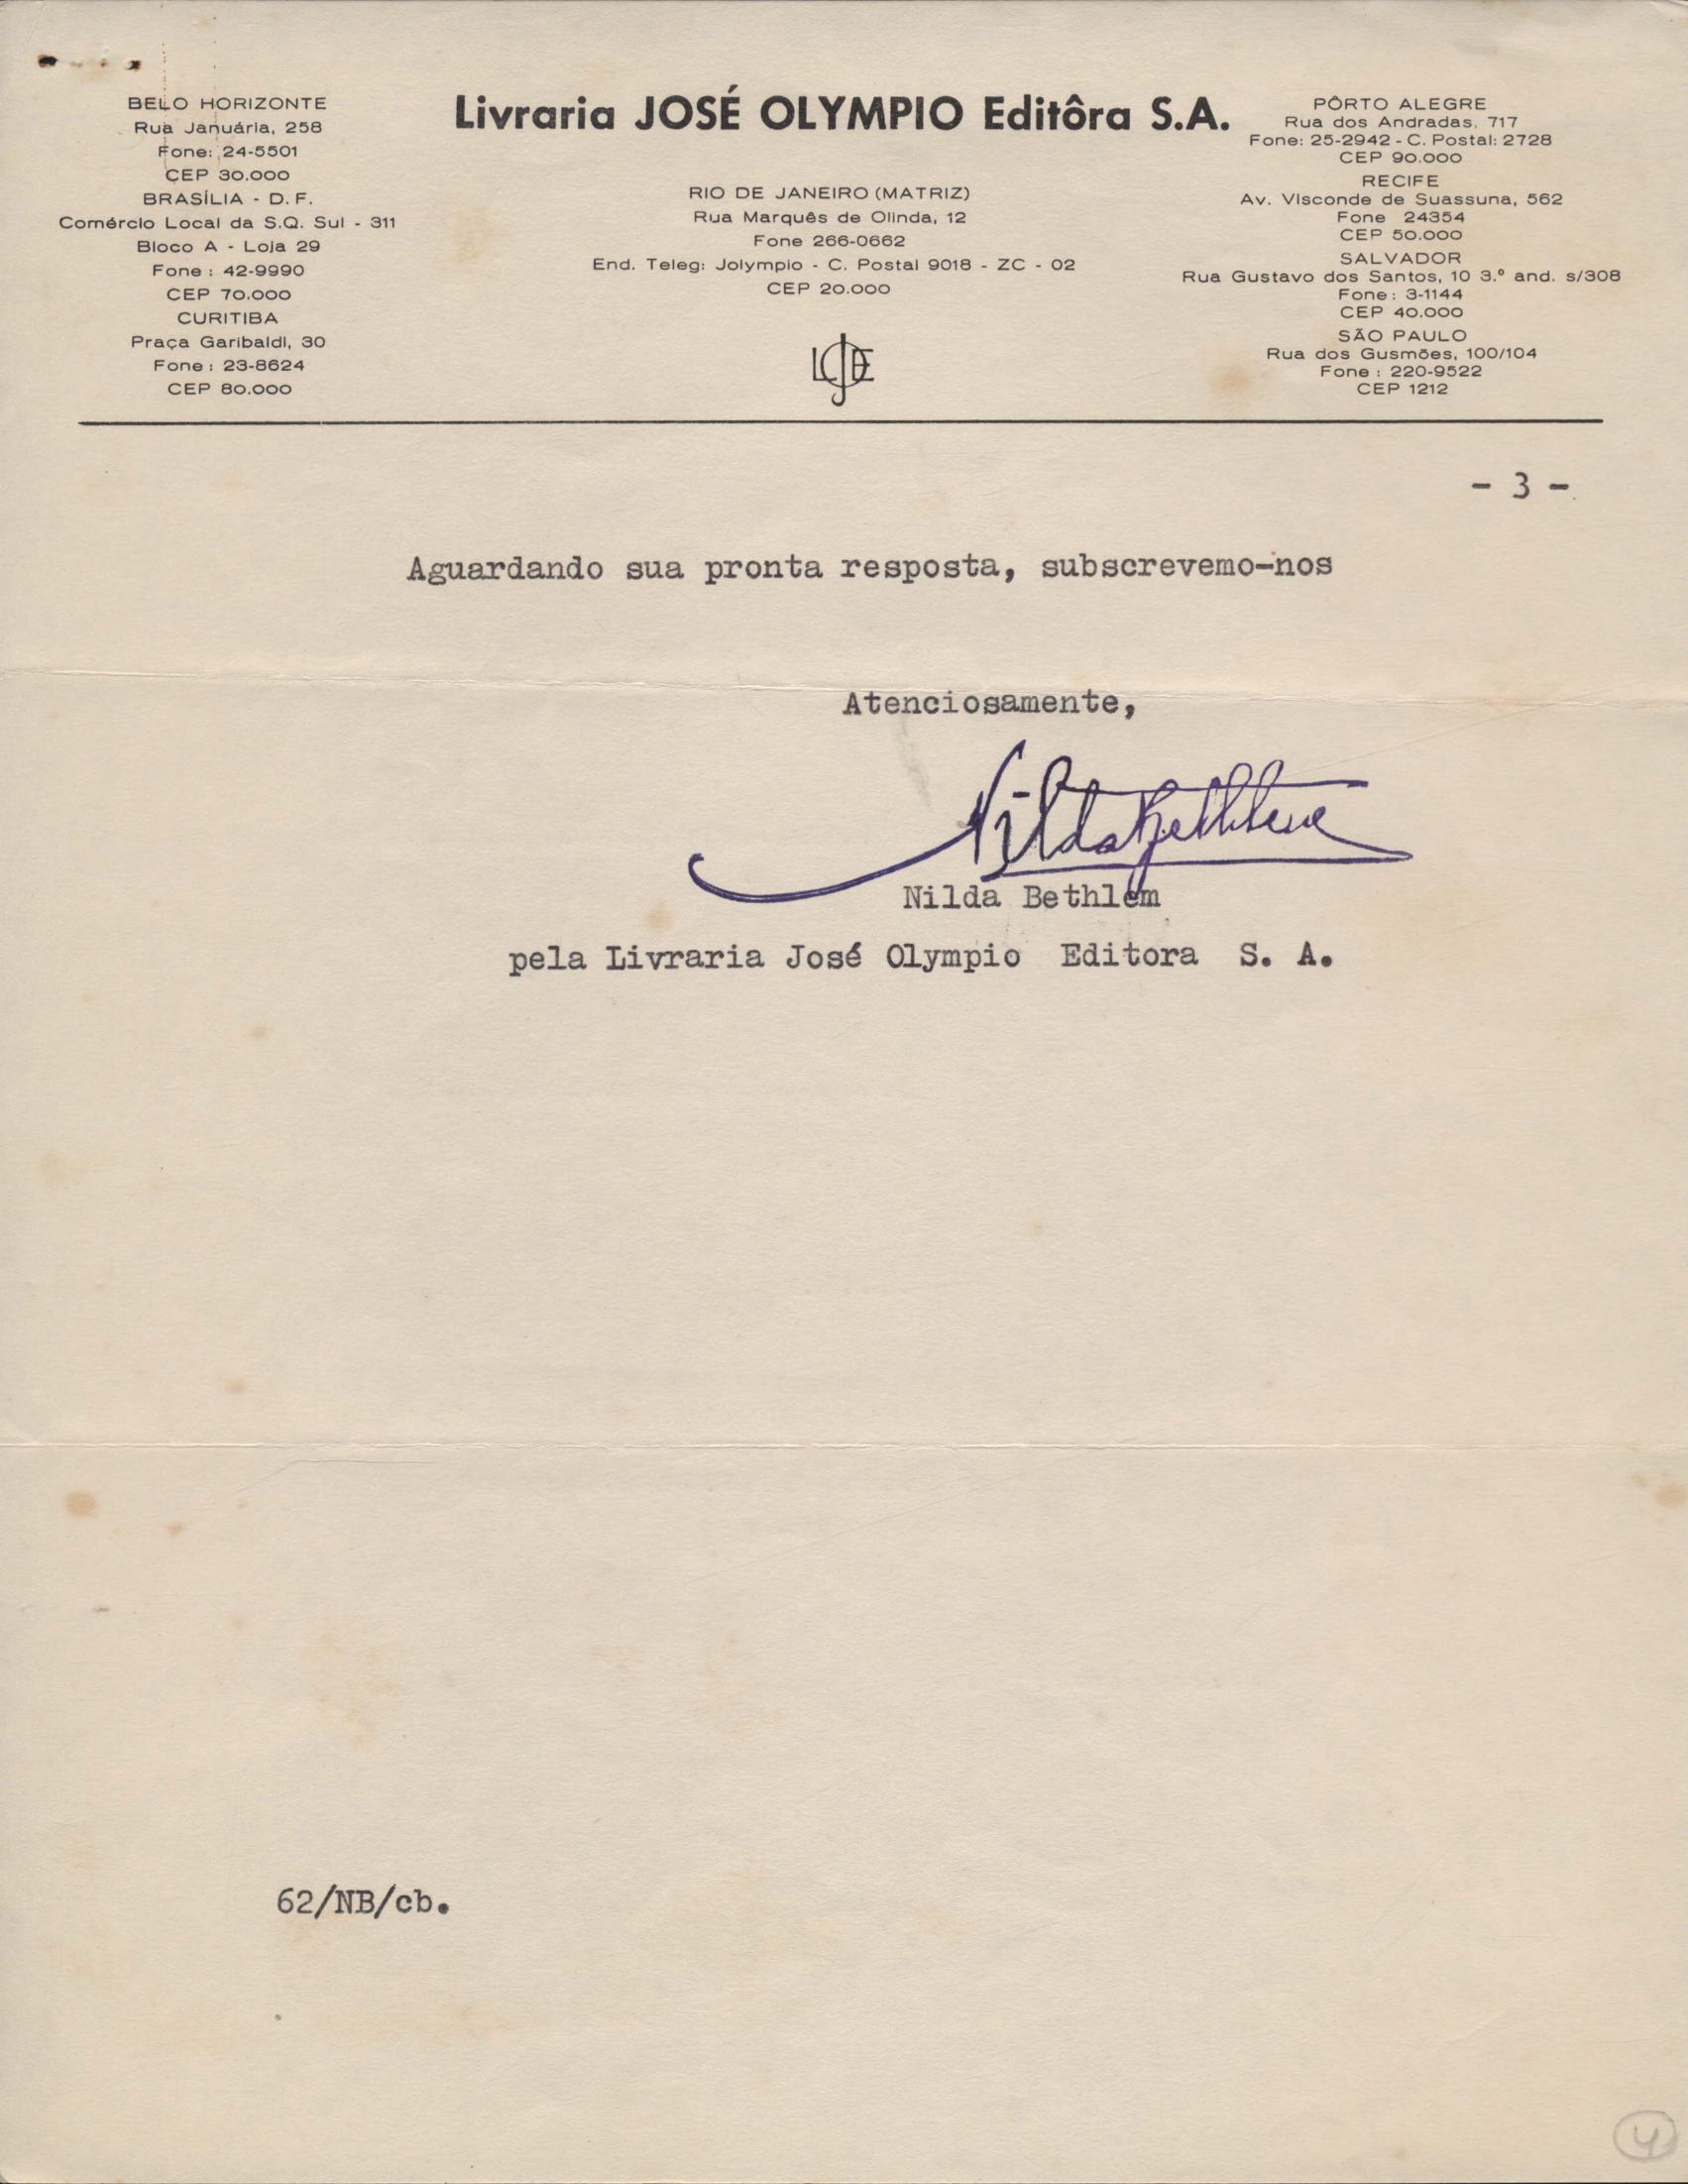 BELO HORIZONTE
Rua Januária, 258
Fone: 24-5501
CEP 30.000
BRASÍLIA - D.F.
Comércio Local da S.Q. Sul - 311
Bloco A - Loja 29
Fone : 42-9990
CEP 70.000
CURITIBA
Praça Garibaldi, 30
Fone : 23-8624
CEP 80.000
Livraria JOSÉ OLYMPIO Editôra S.A.
RIO DE JANEIRO (MATRIZ)
Rua Marquês de Olinda, 12
Fone 266-0662
End. Teleg: Jolympio - C. Postal 9018 - ZC - 02
CEP 20.000
LJOE
PÔRTO ALEGRE
Rua dos Andradas, 717
Fone: 25-2942 - C. Postal: 2728
CEP 90.000
RECIFE
Av. Visconde de Suassuna, 562
Fone 24354
CEP 50.000
SALVADOR
Rua Gustavo dos Santos, 10 3.º and. s/308
Fone : 3-1144
CEP 40.000
SÃO PAULO
Rua dos Gusmões, 100/104
Fone : 220-9522
CEP 1212
- 3 -
Aguardando sua pronta resposta, subscrevemo-nos
Atenciosamente,
Nilda Bethlem
Nilda Bethlem
pela Livraria José Olympio Editora S. A.
62/NB/cb.
4